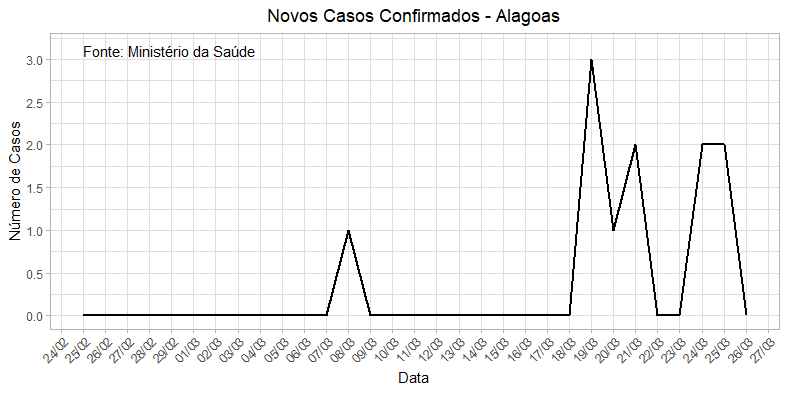 Novos Casos Confirmados - Alagoas
Fonte: Ministério da Saúde
Número de Casos
3.0
2.5
2.0
1.5
1.0
0.5
0.0
24/02 25/02 26/02 27/02 28/02 29/02 01/03 02/03 03/03 04/03 05/03 06/03 07/03 08/03 09/03 10/03 11/03 12/03 13/03 14/03 15/03 16/03 17/03 18/03 19/03 20/03 21/03 22/03 23/03 24/03 25/03 26/03 27/03
Data